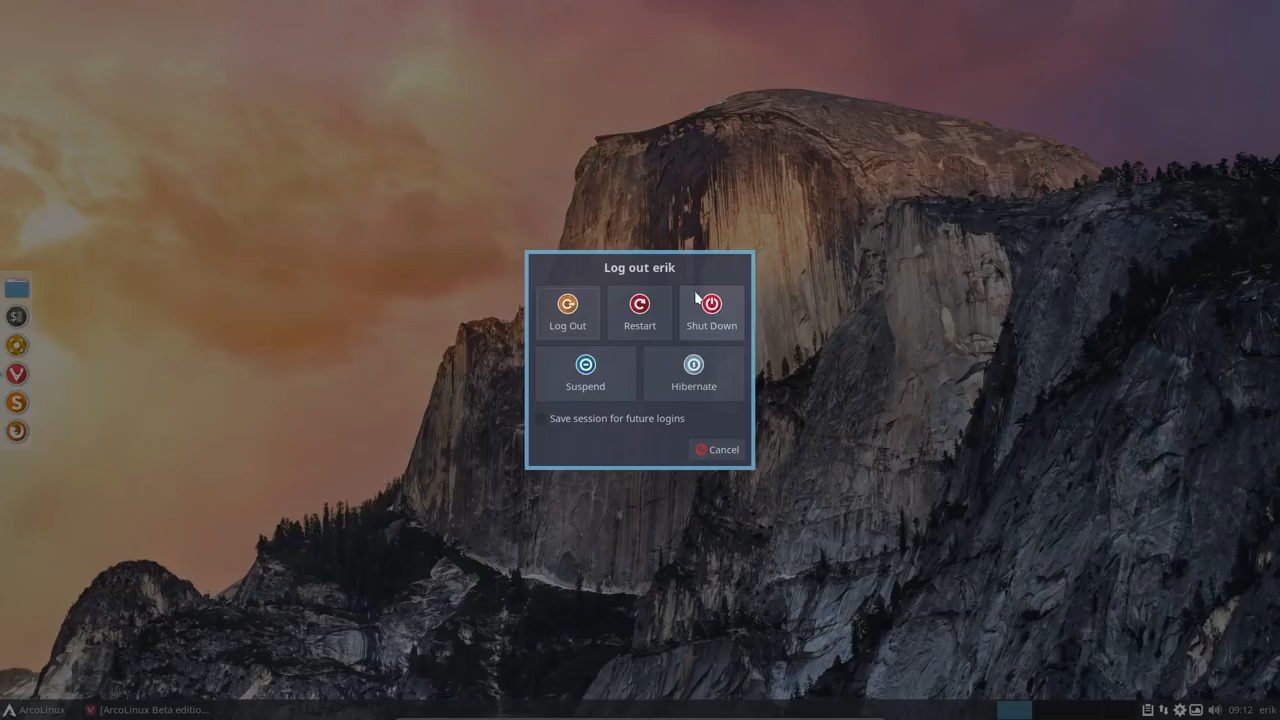 Log out erik
Log Out
Restart
Shut Down
Suspend
Hibernate
Save session for future logins
Cancel
ArcoLinux
[ArcoLinux Beta editio...
09:12
erik